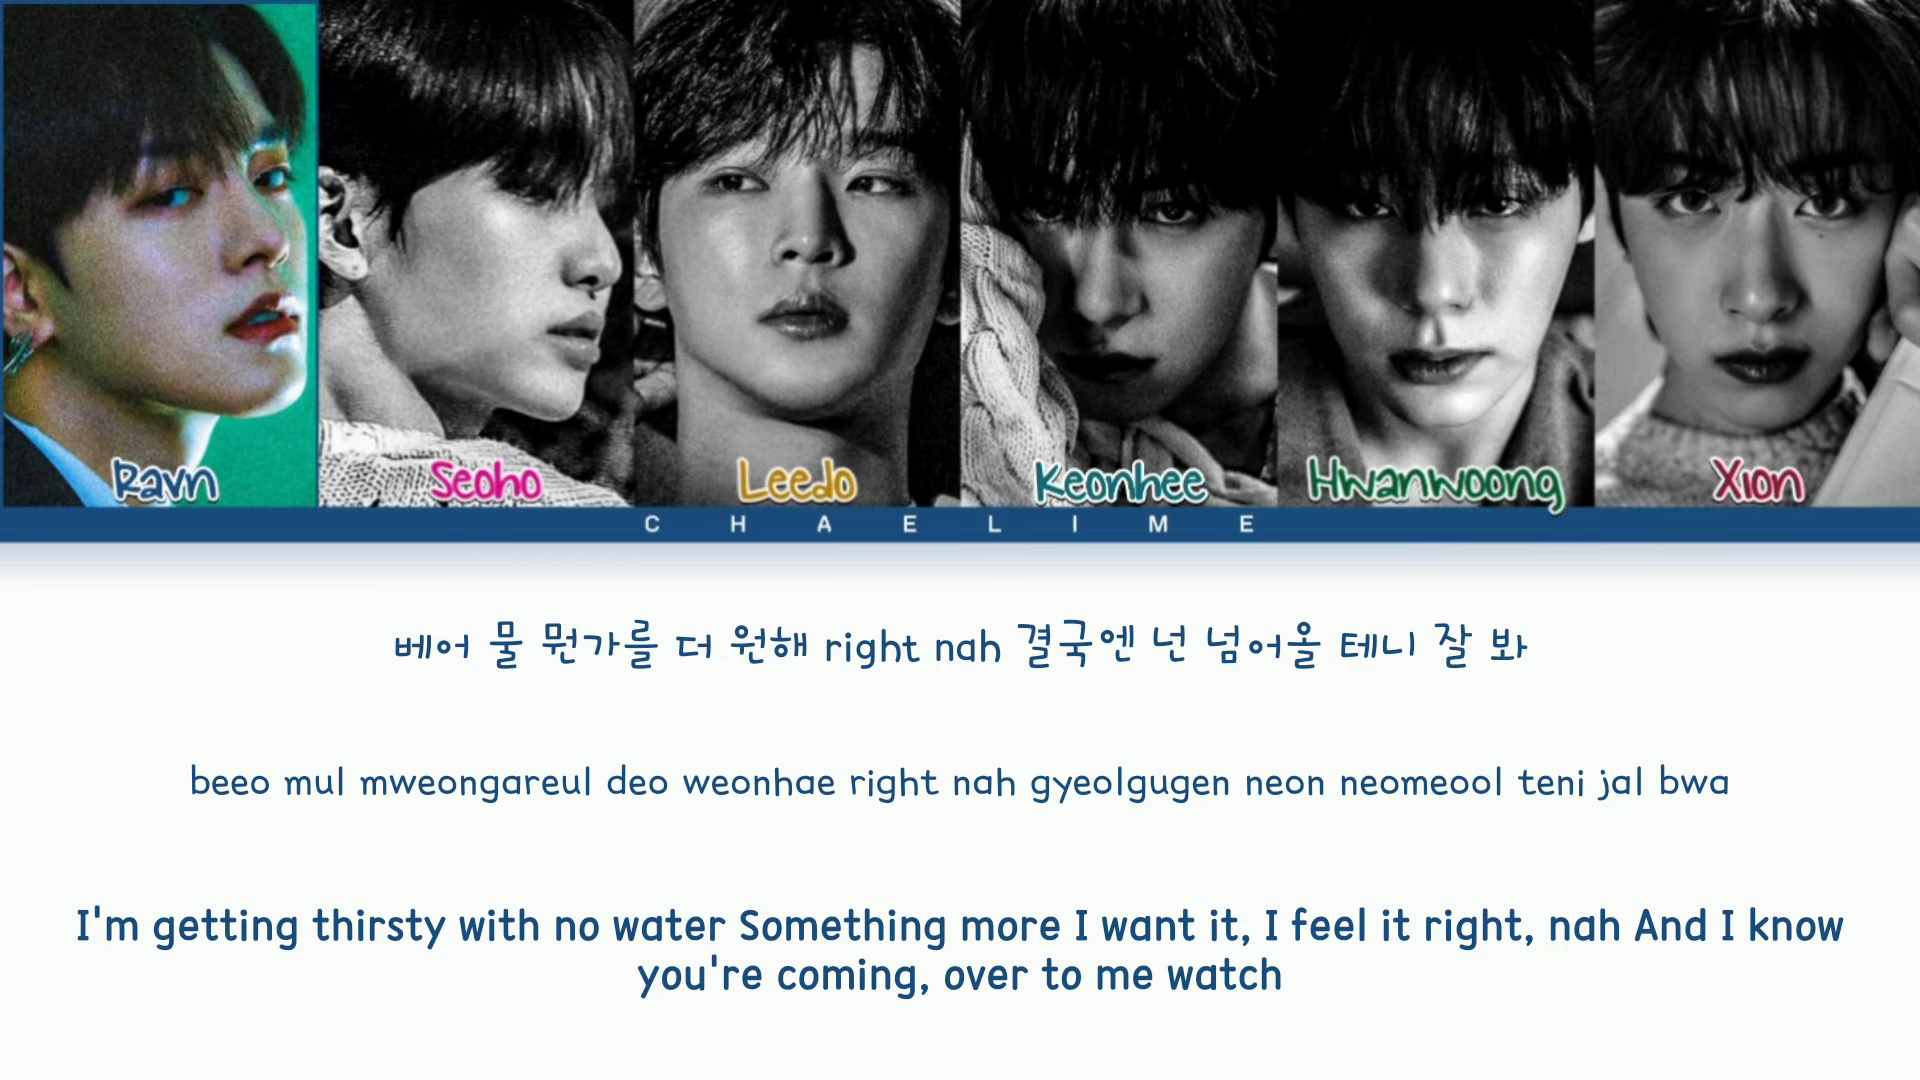 Ravn
Seoho
Leedo
Keonhee
Hwanwoong
Xion
CHAELIME
베어 물 뭔가를 더 원해 right nah 결국엔 넌 넘어올 테니 잘 봐
beeo mul mweongareul deo weonhae right nah gyeolgugen neon neomeool teni jal bwa
I'm getting thirsty with no water Something more I want it, I feel it right, nah And I know
you're coming, over to me watch